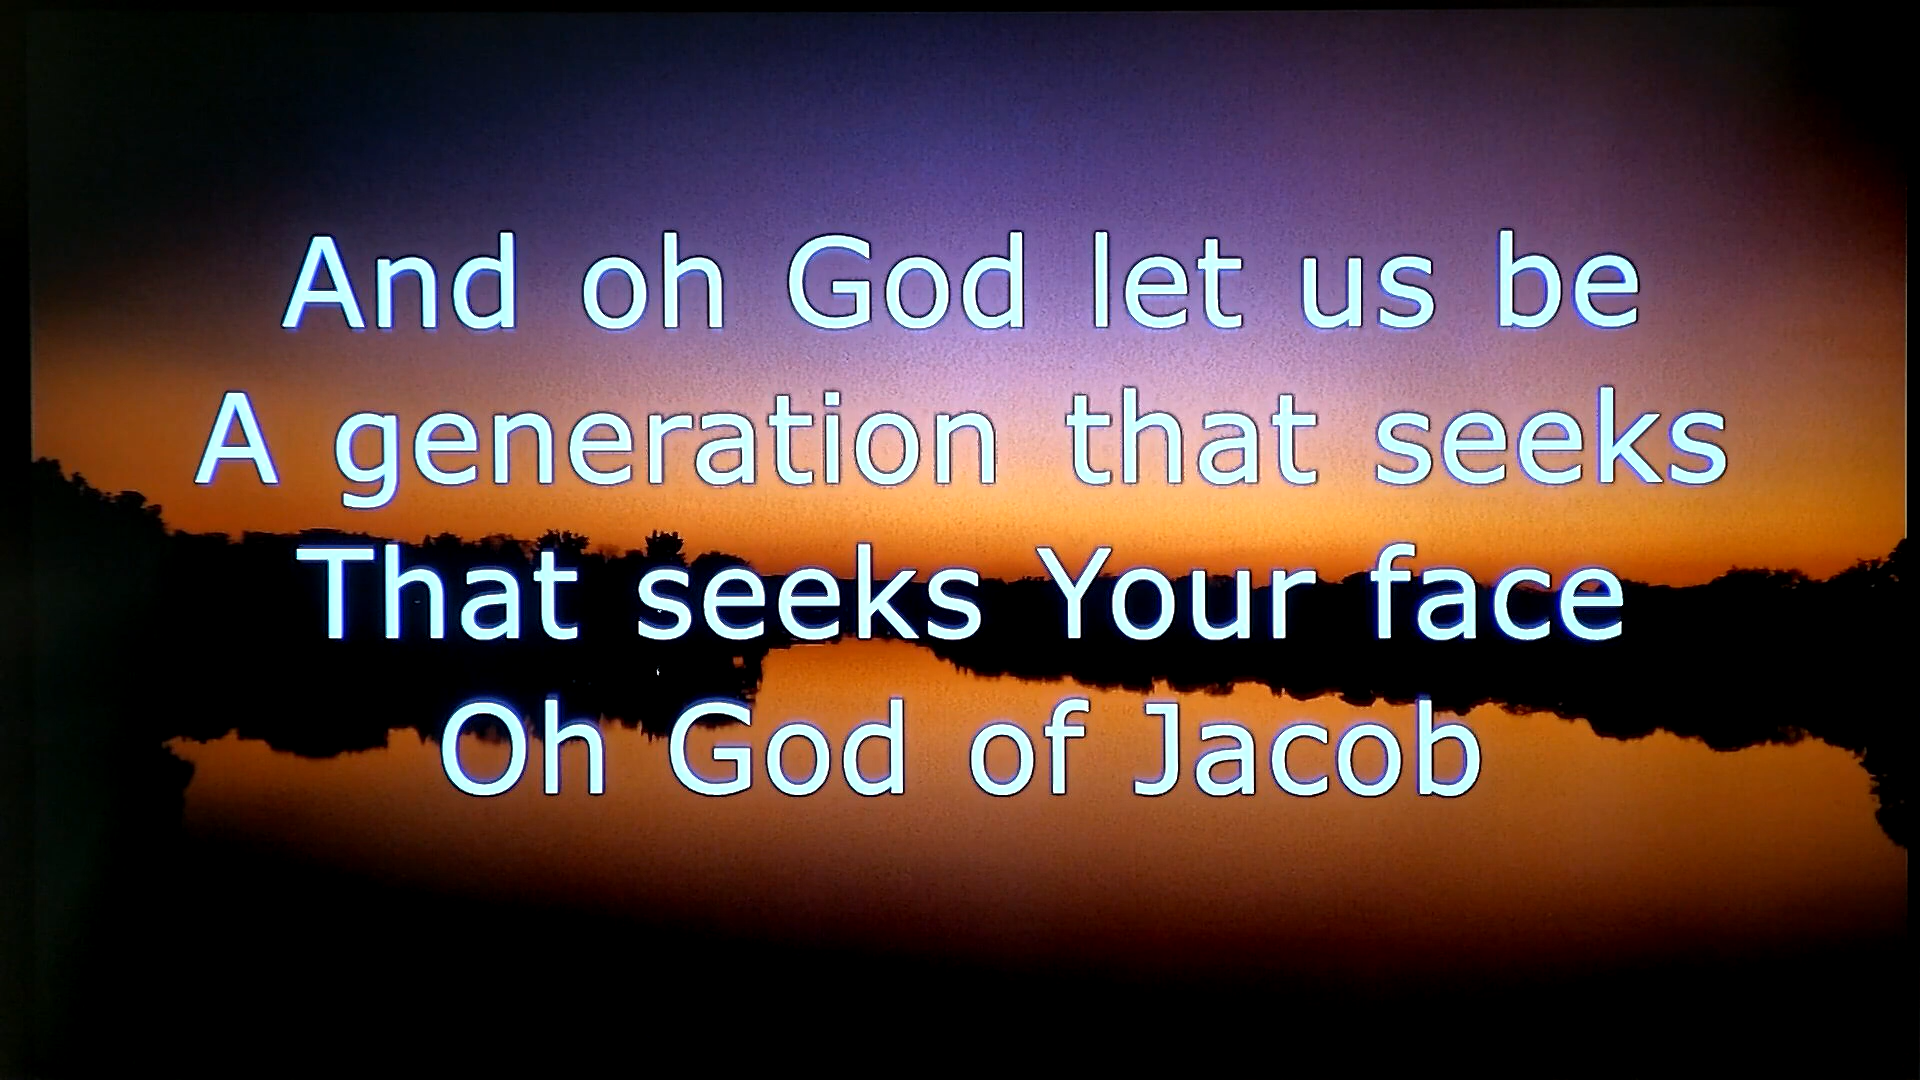 And oh God let us be
A generation that seeks
That seeks Your face
Oh God of Jacob